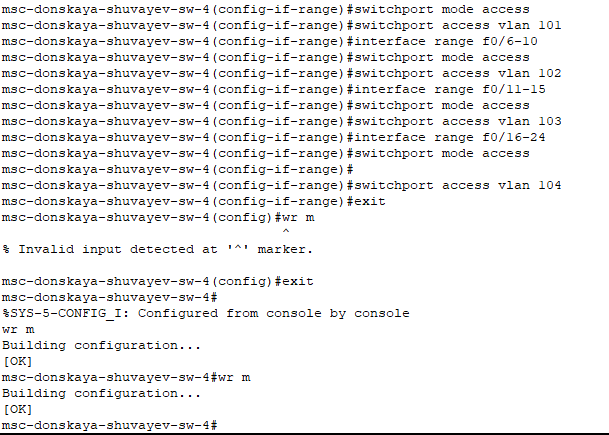 msc-donskaya-shuvayev-sw-4(config-if-range)#switchport mode access
msc-donskaya-shuvayev-sw-4(config-if-range)#switchport access vlan 101
msc-donskaya-shuvayev-sw-4(config-if-range)#interface range f0/6-10
msc-donskaya-shuvayev-sw-4(config-if-range)#switchport mode access
msc-donskaya-shuvayev-sw-4(config-if-range)#switchport access vlan 102
msc-donskaya-shuvayev-sw-4(config-if-range)#interface range f0/11-15
msc-donskaya-shuvayev-sw-4(config-if-range)#switchport mode access
msc-donskaya-shuvayev-sw-4(config-if-range)#switchport access vlan 103
msc-donskaya-shuvayev-sw-4(config-if-range)#interface range f0/16-24
msc-donskaya-shuvayev-sw-4(config-if-range)#switchport mode access
msc-donskaya-shuvayev-sw-4(config-if-range)#
msc-donskaya-shuvayev-sw-4(config-if-range)#switchport access vlan 104
msc-donskaya-shuvayev-sw-4(config-if-range)#exit
msc-donskaya-shuvayev-sw-4(config)#wr m
^
% Invalid input detected at '^' marker.
msc-donskaya-shuvayev-sw-4(config)#exit
msc-donskaya-shuvayev-sw-4#
%SYS-5-CONFIG_I: Configured from console by console
wr m
Building configuration...
[OK]
msc-donskaya-shuvayev-sw-4#wr m
Building configuration...
[OK]
msc-donskaya-shuvayev-sw-4#